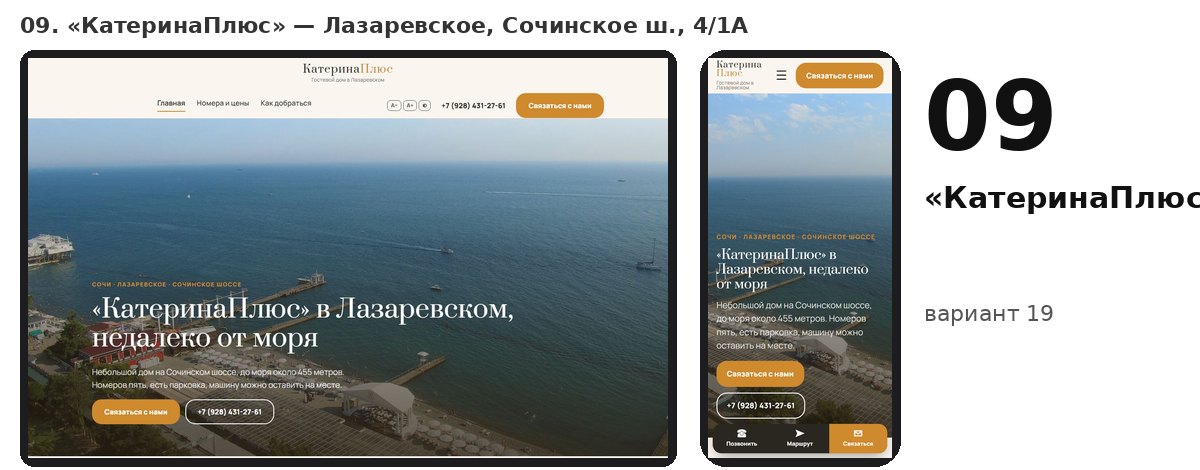 09. «КатеринаПлюс» — Лазаревское, Сочинское ш., 4/1А
КатеринаПлюс
Гостевой дом в Лазаревском
Главная Номера и цены Как добраться A− A+ +7 (928) 431-27-61 Связаться с нами
СОЧИ · ЛАЗАРЕВСКОЕ · СОЧИНСКОЕ ШОССЕ
«КатеринаПлюс» в Лазаревском,
недалеко от моря
Небольшой дом на Сочинском шоссе, до моря около 455 метров.
Номеров пять, есть парковка, машину можно оставить на месте.
Связаться с нами +7 (928) 431-27-61
Катерина
Плюс
Гостевой дом в
Лазаревском
Связаться с нами
СОЧИ · ЛАЗАРЕВСКОЕ · СОЧИНСКОЕ ШОССЕ
«КатеринаПлюс» в
Лазаревском, недалеко
от моря
Небольшой дом на Сочинском шоссе,
до моря около 455 метров. Номеров
пять, есть парковка, машину можно
оставить на месте.
Связаться с нами
+7 (928) 431-27-61
Позвонить Маршрут Связаться
09
«КатеринаПлюс
вариант 19